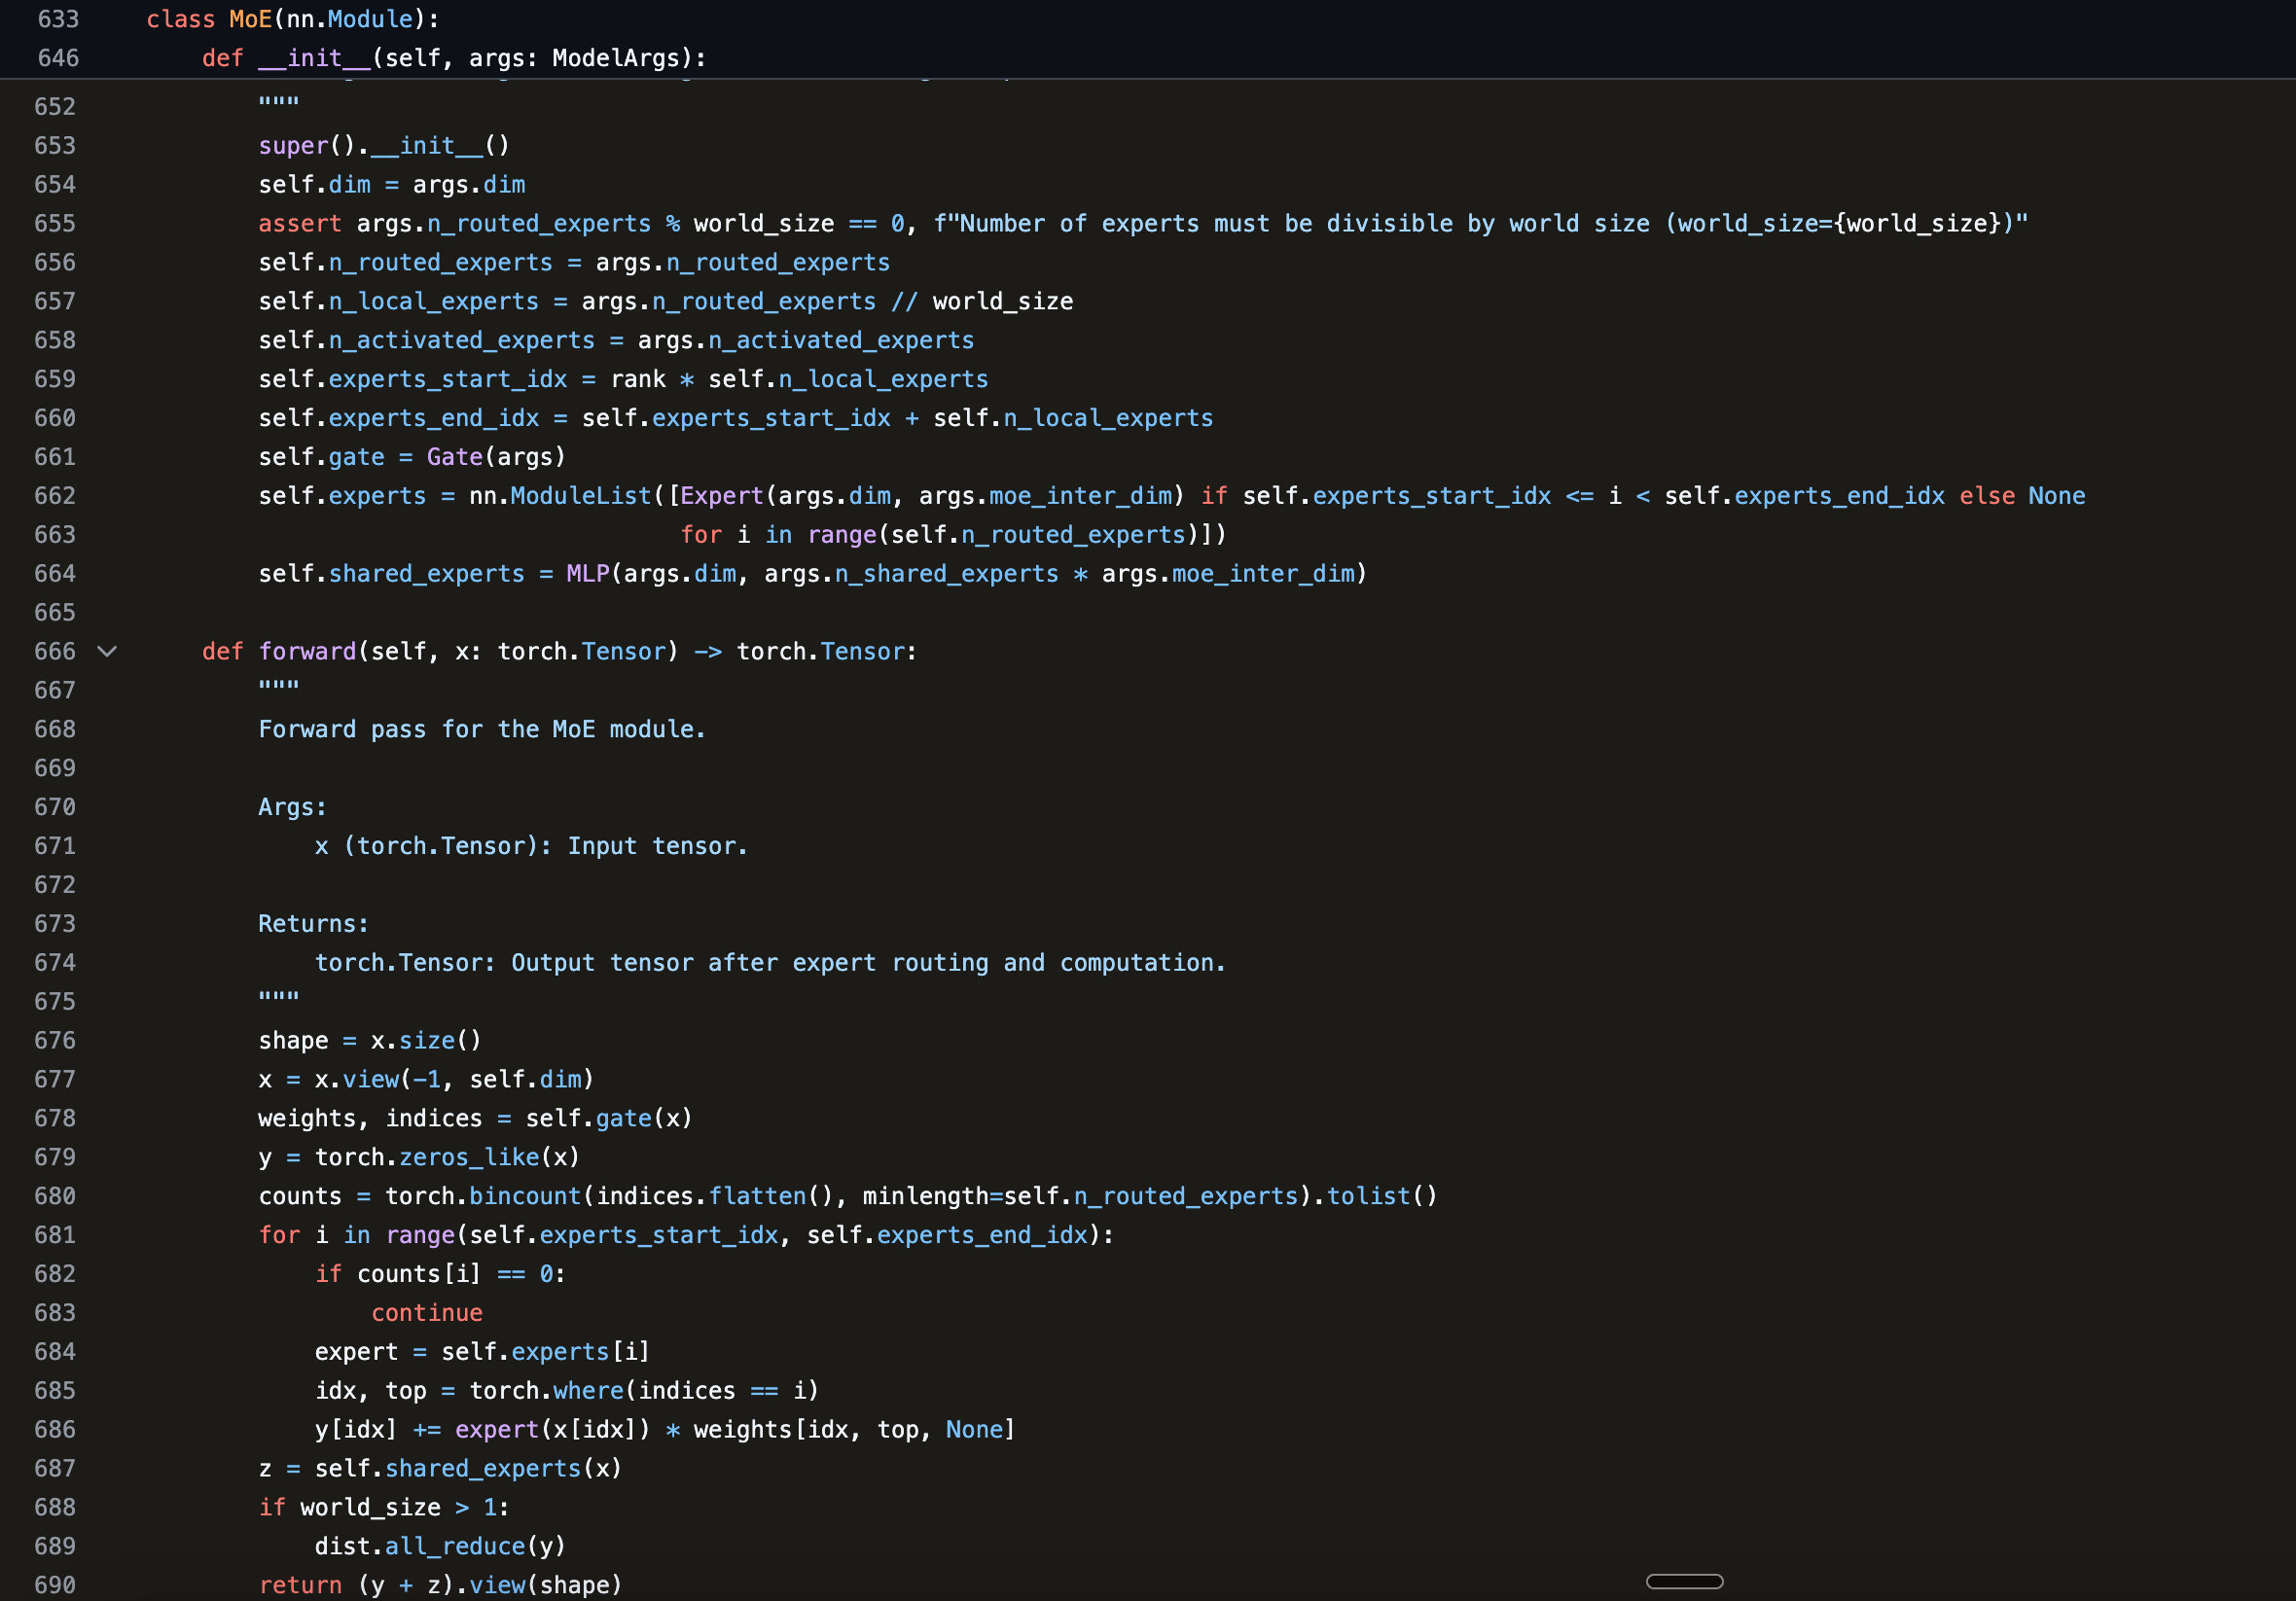 633 class MoE(nn.Module):
646     def __init__(self, args: ModelArgs):
652         """
653         super().__init__()
654         self.dim = args.dim
655         assert args.n_routed_experts % world_size == 0, f"Number of experts must be divisible by world size (world_size={world_size})"
656         self.n_routed_experts = args.n_routed_experts
657         self.n_local_experts = args.n_routed_experts // world_size
658         self.n_activated_experts = args.n_activated_experts
659         self.experts_start_idx = rank * self.n_local_experts
660         self.experts_end_idx = self.experts_start_idx + self.n_local_experts
661         self.gate = Gate(args)
662         self.experts = nn.ModuleList([Expert(args.dim, args.moe_inter_dim) if self.experts_start_idx <= i < self.experts_end_idx else None
663                                       for i in range(self.n_routed_experts)])
664         self.shared_experts = MLP(args.dim, args.n_shared_experts * args.moe_inter_dim)
665
666     def forward(self, x: torch.Tensor) -> torch.Tensor:
667         """
668         Forward pass for the MoE module.
669
670         Args:
671             x (torch.Tensor): Input tensor.
672
673         Returns:
674             torch.Tensor: Output tensor after expert routing and computation.
675         """
676         shape = x.size()
677         x = x.view(-1, self.dim)
678         weights, indices = self.gate(x)
679         y = torch.zeros_like(x)
680         counts = torch.bincount(indices.flatten(), minlength=self.n_routed_experts).tolist()
681         for i in range(self.experts_start_idx, self.experts_end_idx):
682             if counts[i] == 0:
683                 continue
684             expert = self.experts[i]
685             idx, top = torch.where(indices == i)
686             y[idx] += expert(x[idx]) * weights[idx, top, None]
687         z = self.shared_experts(x)
688         if world_size > 1:
689             dist.all_reduce(y)
690         return (y + z).view(shape)